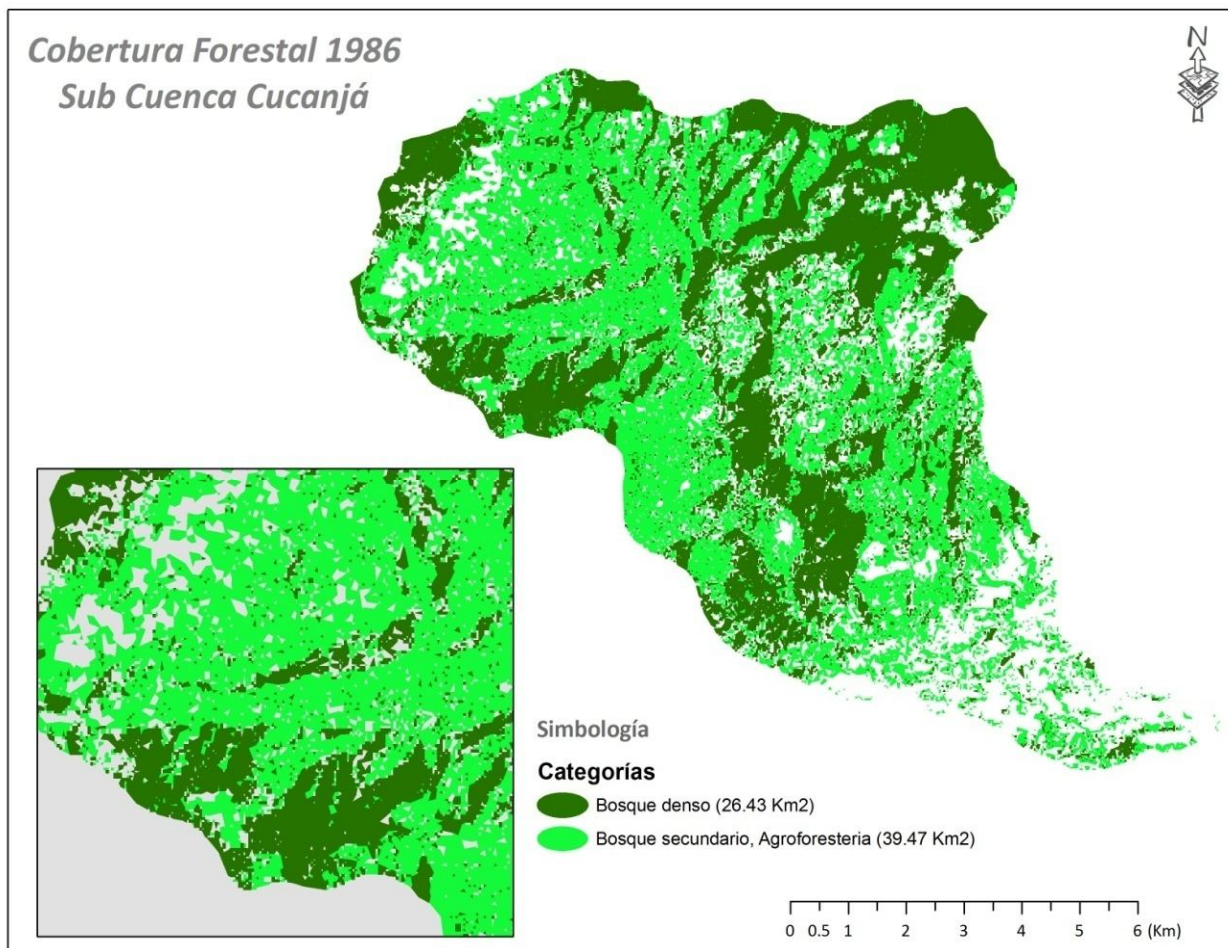 Cobertura Forestal 1986
Sub Cuenca Cucanjá
N
Simbología
Categorías
Bosque denso (26.43 Km2)
Bosque secundario, Agroforesteria (39.47 Km2)
0 0.5 1 2 3 4 5 6 (Km)